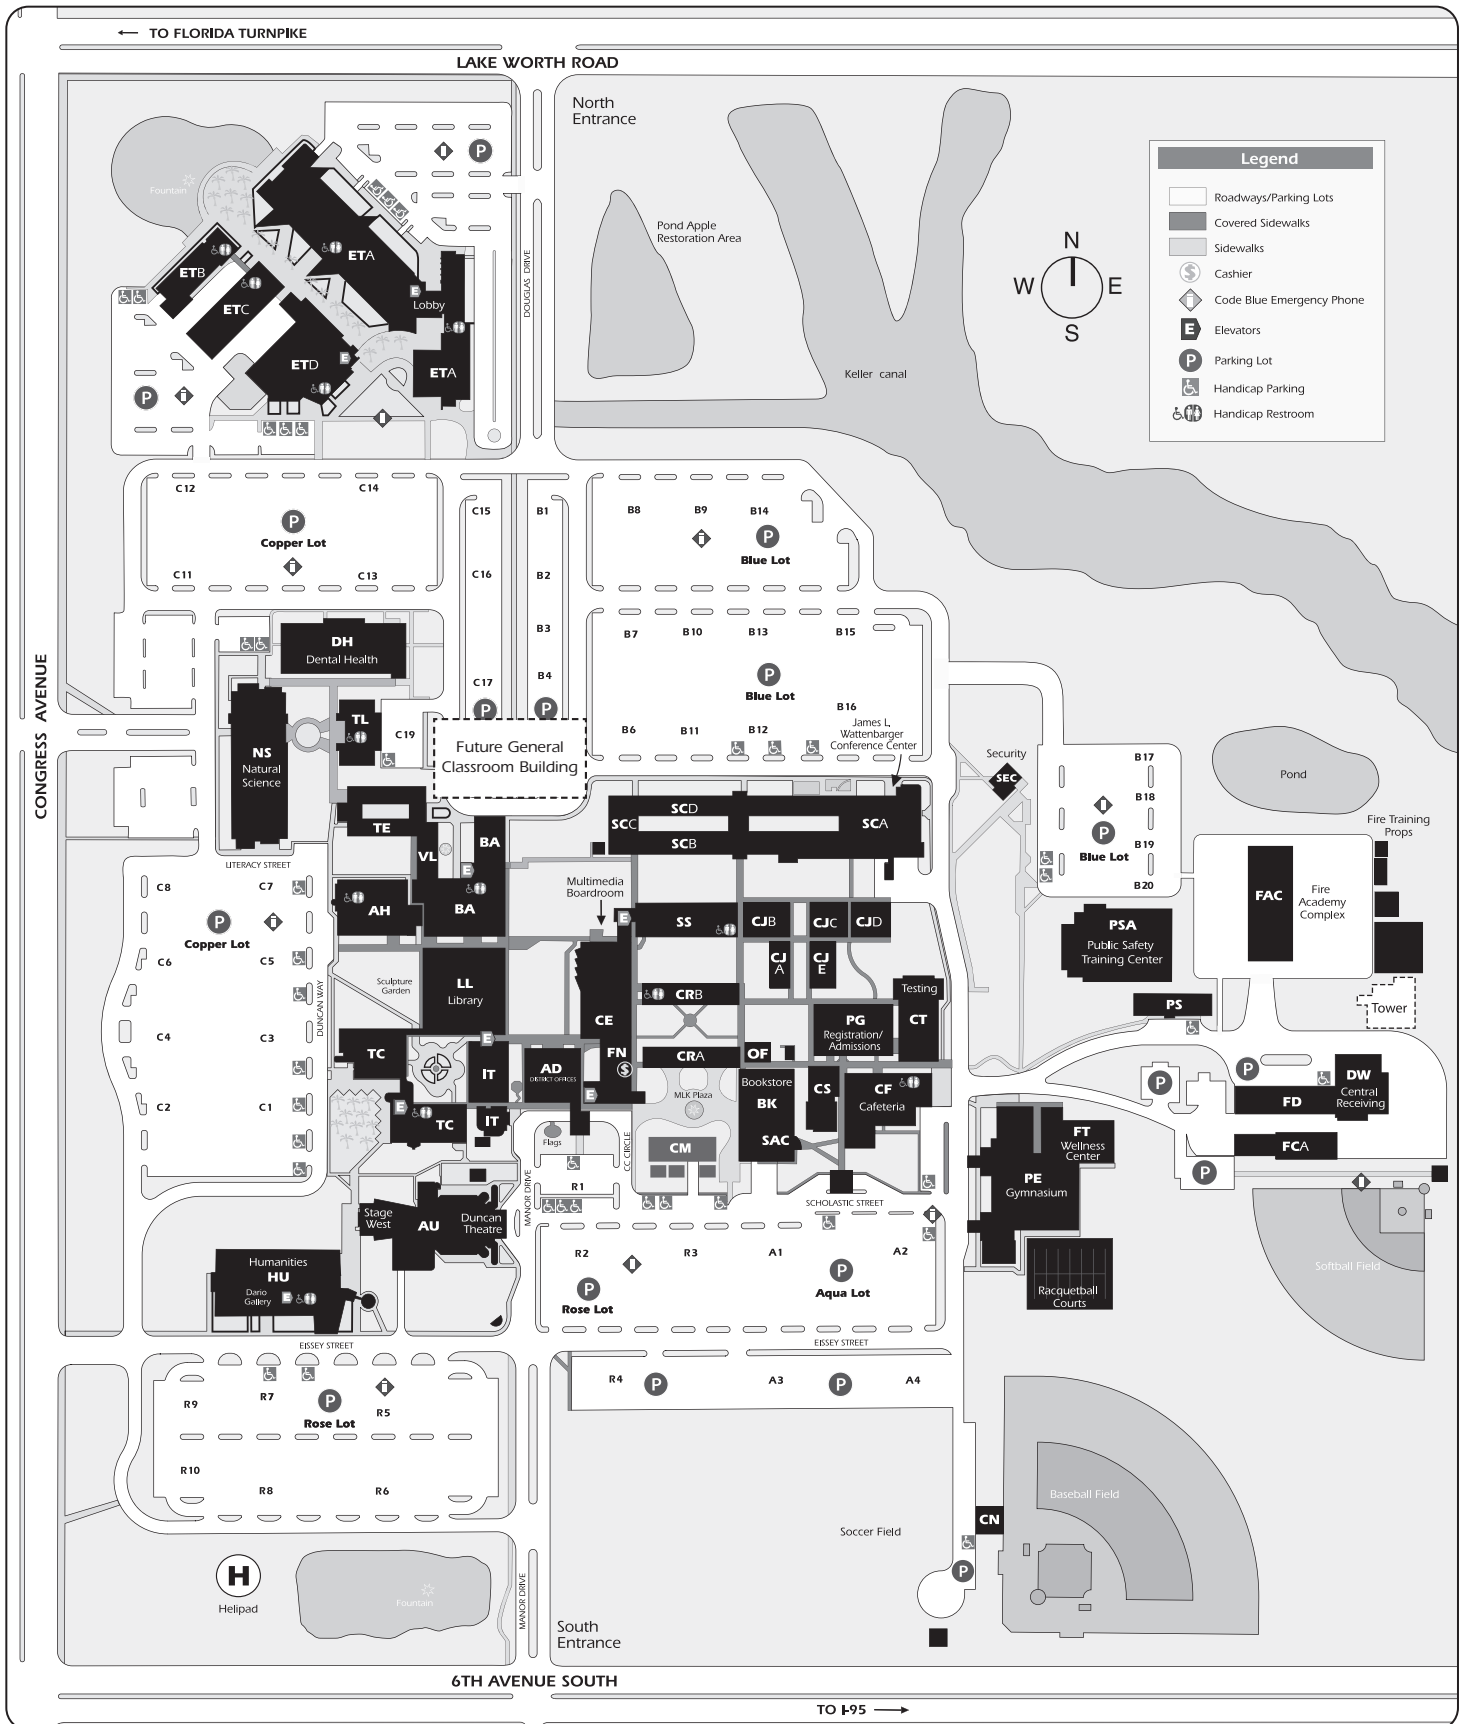 ← TO FLORIDA TURNPIKE
LAKE WORTH ROAD
North
Entrance
Legend
Roadways/Parking Lots
Covered Sidewalks
Sidewalks
$ Cashier
Code Blue Emergency Phone
E Elevators
P Parking Lot
Handicap Parking
Handicap Restroom
N
W E
S
Fountain
P
Pond Apple
Restoration Area
ETB
ETA
ETC
E
Lobby
ETD
E
ETA
DOUGLAS DRIVE
Keller canal
P
C12
C14
P
Copper Lot
C11
C13
C15
B1
C16
B2
B3
C17
B4
P
P
B8
B9
B14
P
Blue Lot
B7
B10
B13
B15
P
Blue Lot
B16
B6
B11
B12
James L.
Wattenbarger
Conference Center
CONGRESS AVENUE
DH
Dental Health
NS
Natural
Science
TL
C19
Future General
Classroom Building
Security
SEC
B17
B18
P
B19
Blue Lot
B20
Pond
Fire Training
Props
FAC
Fire
Academy
Complex
TE
VL
BA
E
BA
SCD
SCC
SCA
SCB
LITERACY STREET
C8
C7
P
Copper Lot
C6
C5
C4
C3
C2
C1
DUNCAN WAY
AH
Multimedia
Boardroom
E
SS
CJB
CJC
CJD
CJ
A
CJ
E
PSA
Public Safety
Training Center
PS
Tower
Sculpture
Garden
LL
Library
CE
CRB
Testing
CT
PG
Registration/
Admissions
TC
E
IT
AD
DISTRICT OFFICES
FN
$
E
CRA
OF
MLK Plaza
Bookstore
BK
SAC
CS
CF
Cafeteria
E
TC
IT
Flags
CC CIRCLE
CM
P
P
DW
Central
Receiving
FD
FCA
P
FT
Wellness
Center
PE
Gymnasium
R1
MANOR DRIVE
SCHOLASTIC STREET
Stage
West
AU
Duncan
Theatre
Humanities
HU
Dario
Gallery
E
R2
R3
A1
A2
P
Rose Lot
P
Aqua Lot
Racquetball
Courts
Softball Field
EISSEY STREET
EISSEY STREET
R4
P
A3
P
A4
R9
R7
P
Rose Lot
R5
R10
R8
R6
Baseball Field
CN
Soccer Field
P
H
Helipad
Fountain
MANOR DRIVE
South
Entrance
6TH AVENUE SOUTH
TO I-95 →